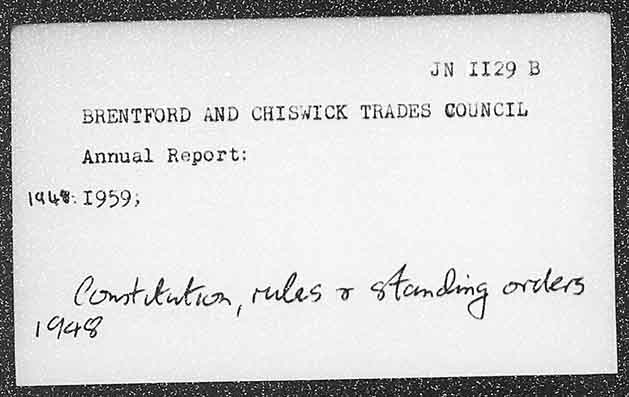 JN II29 B
BRENTFORD AND CHISWICK TRADES COUNCIL
Annual Report:
1948: I959;
Constitution, rules & standing orders
1948